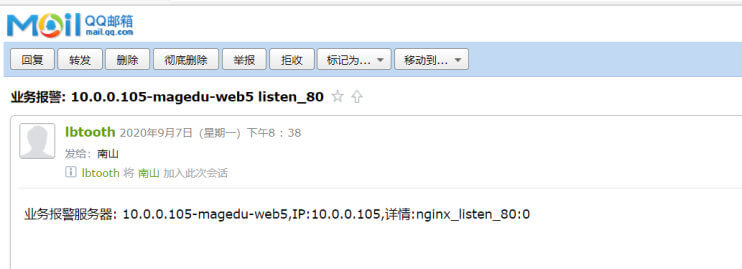 MOil QQ邮箱
mail.qq.com
回复 转发 删除 彻底删除 举报 拒收 标记为... 移动到...
业务报警: 10.0.0.105-magedu-web5 listen_80
lbtooth 2020年9月7日 (星期一) 下午8:38
发给: 南山
lbtooth 将 南山 加入此次会话
业务报警服务器: 10.0.0.105-magedu-web5,IP:10.0.0.105,详情:nginx_listen_80:0